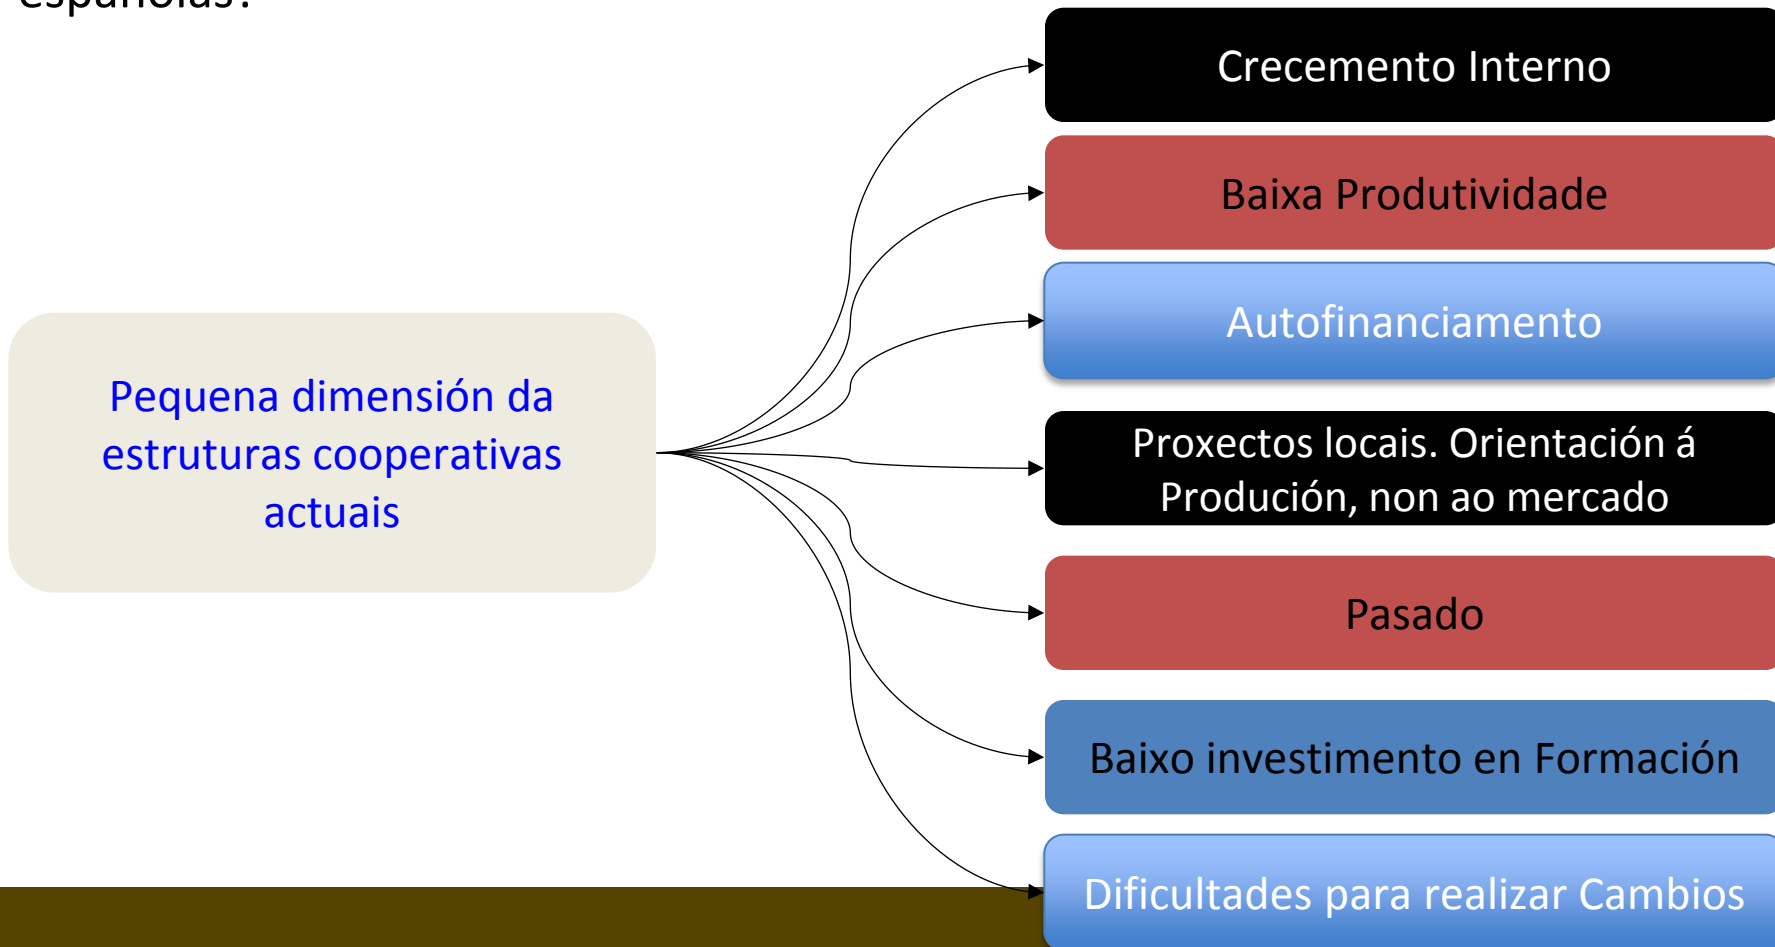 españolas?
Crecemento Interno
Baixa Produtividade
Autofinanciamento
Pequena dimensión da
estruturas cooperativas
actuais
Proxectos locais. Orientación á
Produción, non ao mercado
Pasado
Baixo investimento en Formación
Dificultades para realizar Cambios